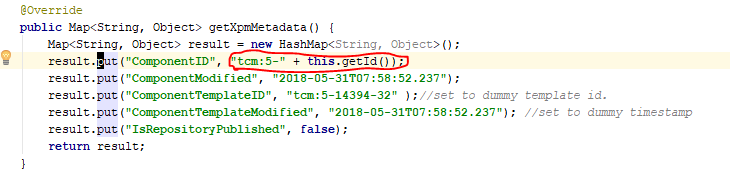 @Override
public Map<String, Object> getXpmMetadata() {
Map<String, Object> result = new HashMap<String, Object>();
result.put("ComponentID", "tcm:5-" + this.getId());
result.put("ComponentModified", "2018-05-31T07:58:52.237");
result.put("ComponentTemplateID", "tcm:5-14394-32" );//set to dummy template id.
result.put("ComponentTemplateModified", "2018-05-31T07:58:52.237"); //set to dummy timestamp
result.put("IsRepositoryPublished", false);
return result;
}